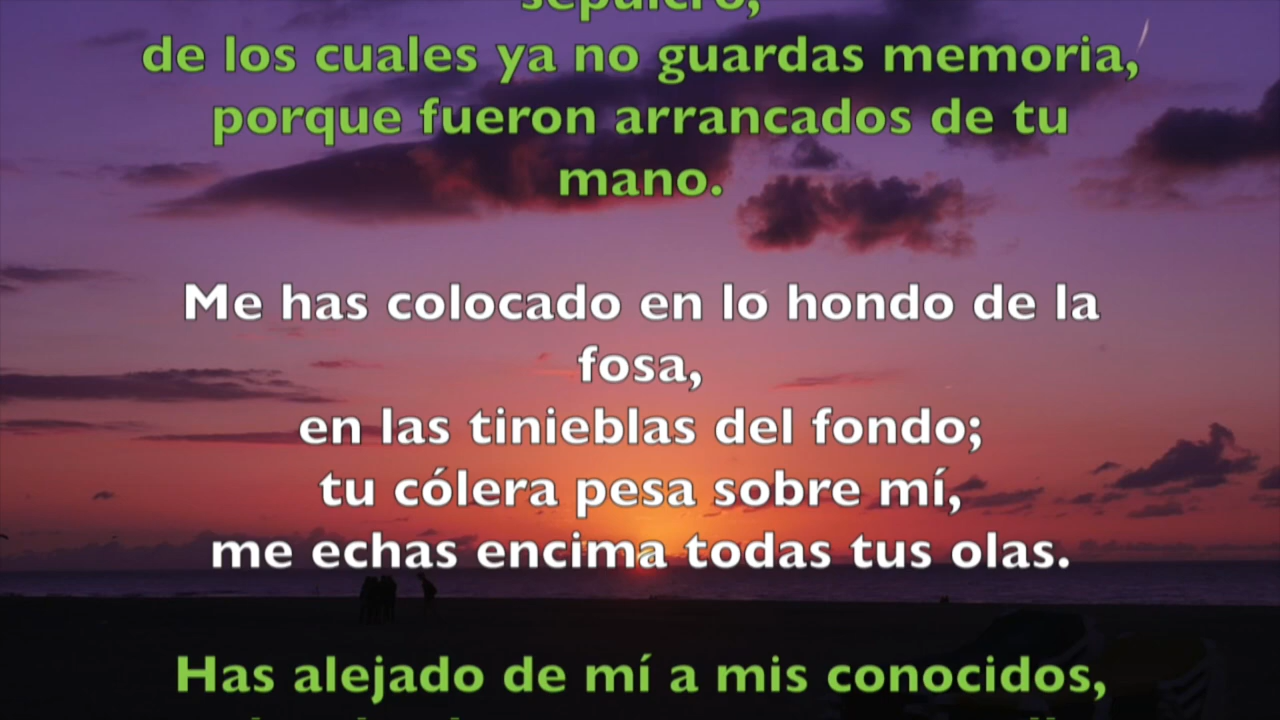 sepulcro,
de los cuales ya no guardas memoria,
porque fueron arrancados de tu
mano.
Me has colocado en lo hondo de la
fosa,
en las tinieblas del fondo;
tu cólera pesa sobre mí,
me echas encima todas tus olas.
Has alejado de mí a mis conocidos,